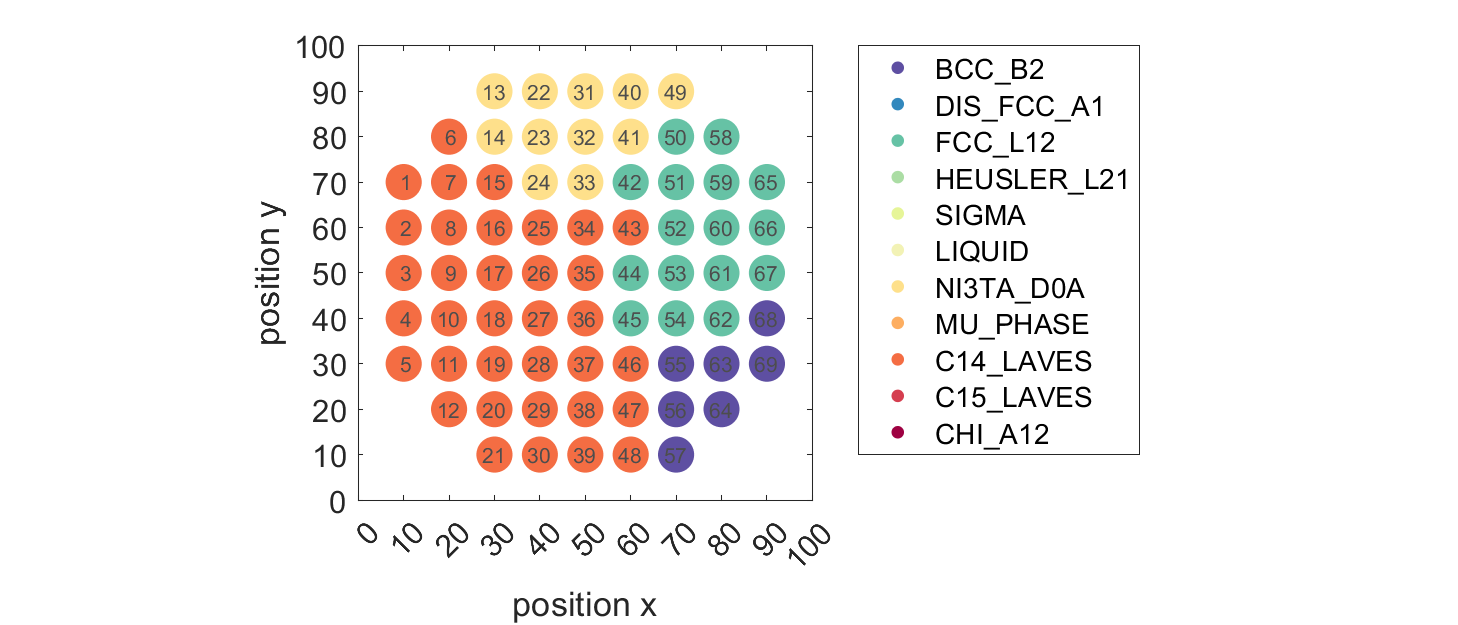 100
90
80
70
60
50
40
30
20
10
0
13 22 31 40 49
6 14 23 32 41 50 58
1 7 15 24 33 42 51 59 65
2 8 16 25 34 43 52 60 66
3 9 17 26 35 44 53 61 67
4 10 18 27 36 45 54 62 68
5 11 19 28 37 46 55 63 69
12 20 29 38 47 56 64
21 30 39 48 57
0 10 20 30 40 50 60 70 80 90 100
position x
position y
BCC_B2
DIS_FCC_A1
FCC_L12
HEUSLER_L21
SIGMA
LIQUID
NI3TA_D0A
MU_PHASE
C14_LAVES
C15_LAVES
CHI_A12